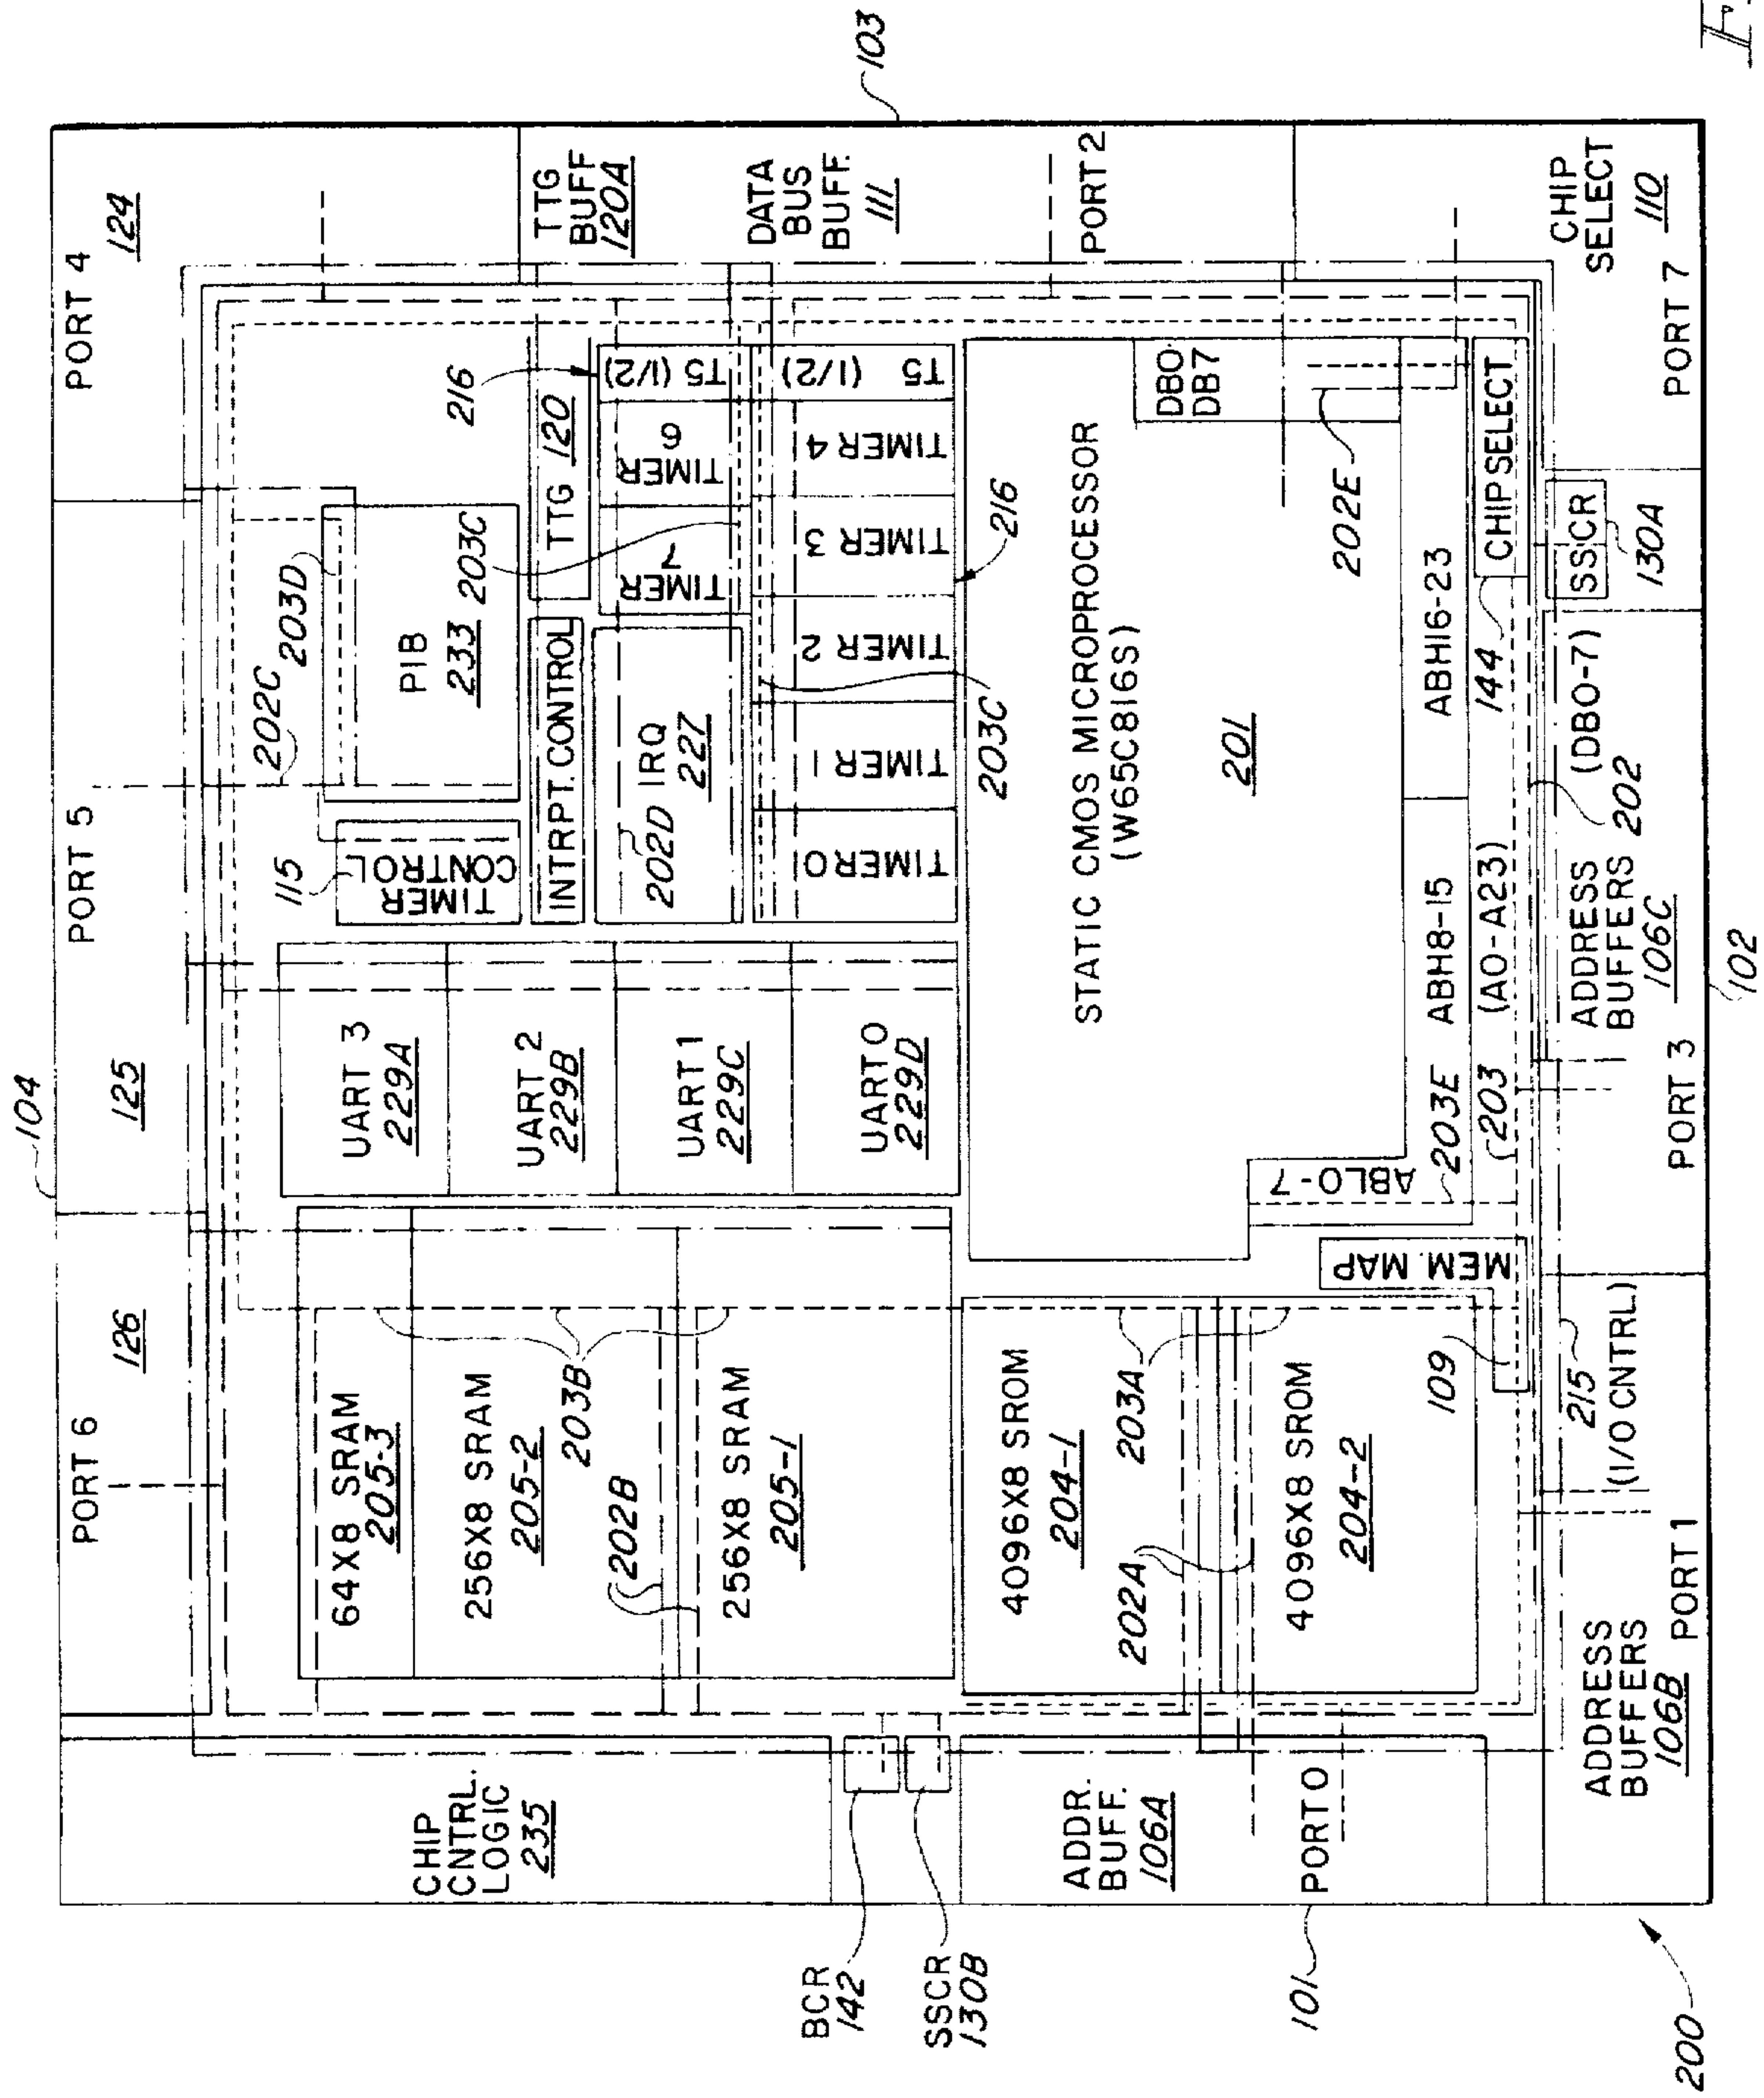 PORT 6
126
104
125
PORT 5
PORT 4
124
202C
203D
PIB
233
203C
115
TIMER
CONTROL
216
TTG 120
INTRPT. CONTROL
TTG
BUFF
120A
103
64X8 SRAM
205-3
256X8 SRAM
205-2
203B
202B
256X8 SRAM
205-1
UART 3
229A
UART 2
229B
UART 1
229C
UART 0
229D
202D
IRQ
227
TIMER
7
TIMER
6
T5 (1/2)
TIMER 0
TIMER 1
TIMER 2
TIMER 3
TIMER 4
T5 (1/2)
203C
216
DATA
BUS
BUFF.
111
PORT 2
CHIP
CNTRL.
LOGIC
235
BCR
142
SSCR
130B
4096X8 SROM
204-1
203A
202A
4096X8 SROM
204-2
STATIC CMOS MICROPROCESSOR
(W65C816S)
201
DB0
DB7
202E
ADDR.
BUFF.
106A
PORT 0
101
109
MEM. MAP
ABL0-7
203E
ABH8-15
ABH16-23
203
(A0-A23)
144
CHIP SELECT
CHIP
SELECT
110
215
(I/O CNTRL)
ADDRESS
BUFFERS
106B
PORT 1
ADDRESS
BUFFERS
106C
202
(DB0-7)
SSCR
130A
PORT 3
PORT 7
102
200